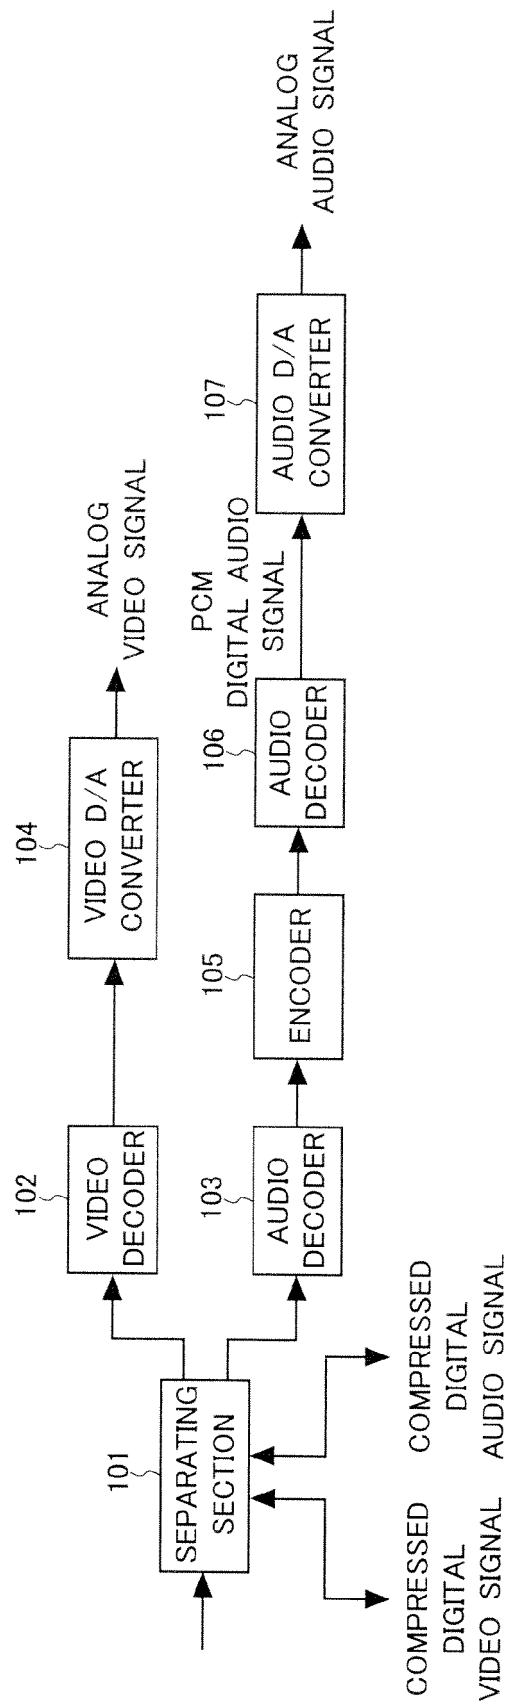 101
SEPARATING
SECTION
COMPRESSED
DIGITAL
VIDEO SIGNAL
COMPRESSED
DIGITAL
AUDIO SIGNAL
102
VIDEO
DECODER
104
VIDEO D/A
CONVERTER
ANALOG
VIDEO SIGNAL
103
AUDIO
DECODER
105
ENCODER
106
AUDIO
DECODER
PCM
DIGITAL AUDIO
SIGNAL
107
AUDIO D/A
CONVERTER
ANALOG
AUDIO SIGNAL